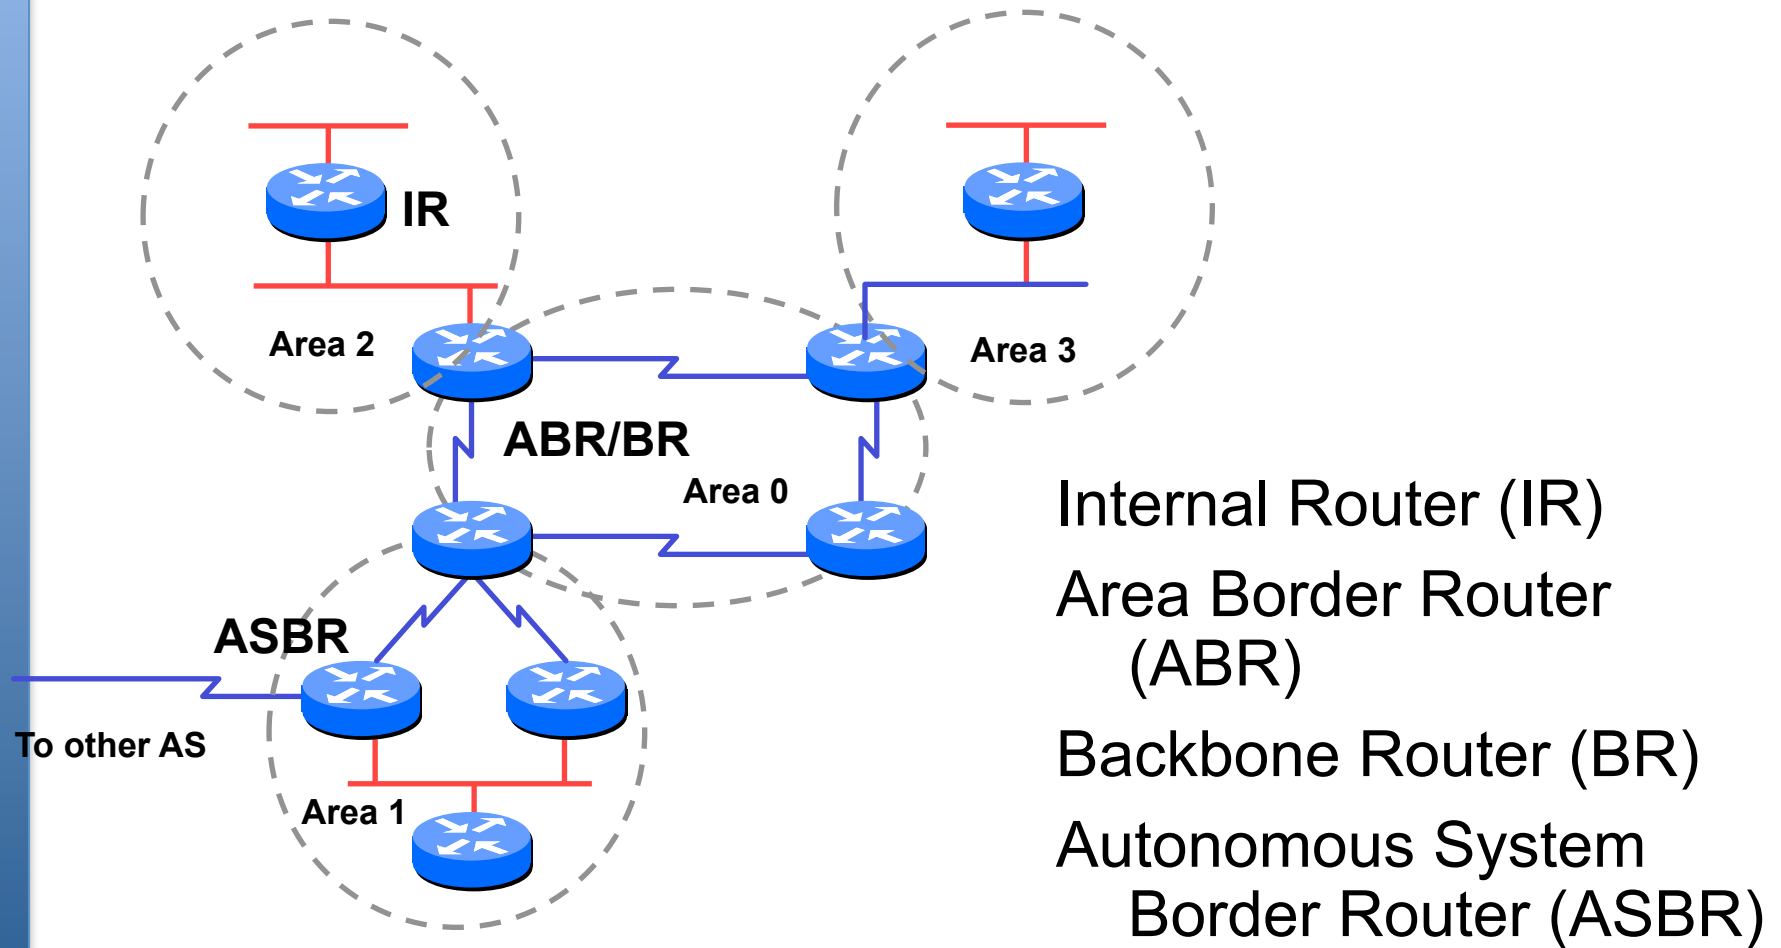 IR
Area 2
Area 3
ABR/BR
Area 0
ASBR
To other AS
Area 1
Internal Router (IR)
Area Border Router
(ABR)
Backbone Router (BR)
Autonomous System
Border Router (ASBR)